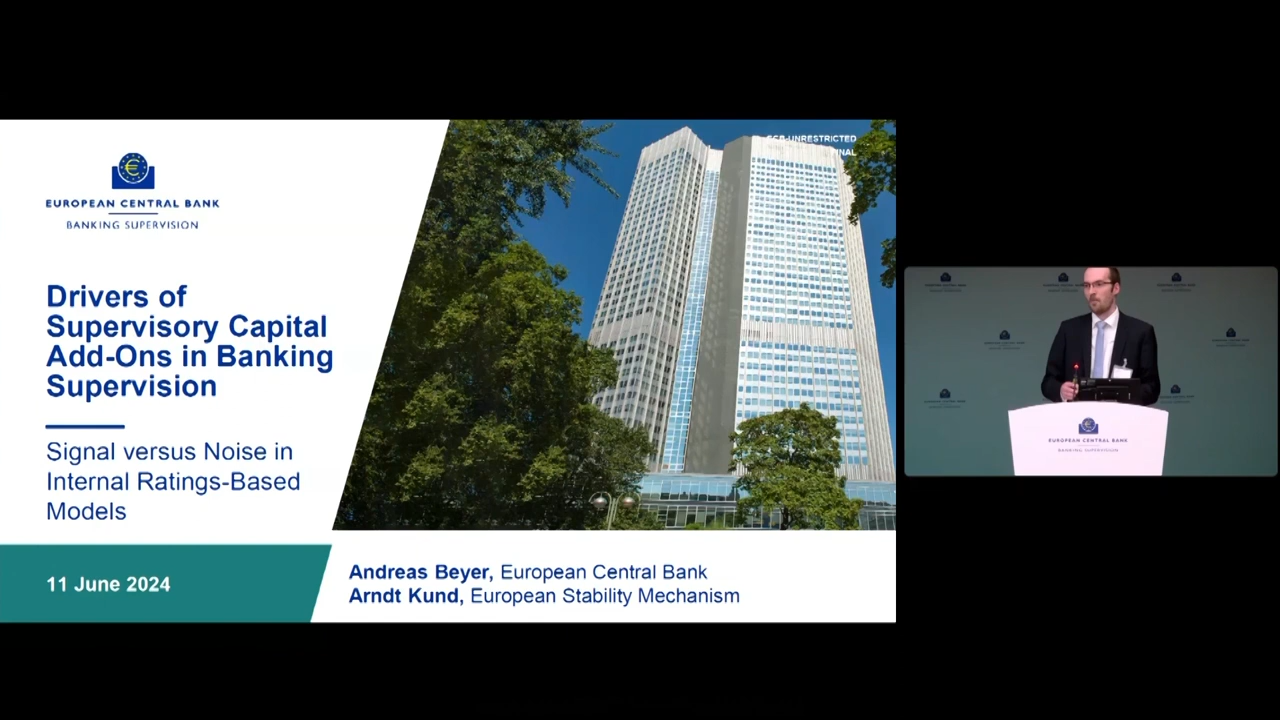 ECB-UNRESTRICTED
EUROPEAN CENTRAL BANK
BANKING SUPERVISION
Drivers of
Supervisory Capital
Add-Ons in Banking
Supervision
Signal versus Noise in
Internal Ratings-Based
Models
11 June 2024
Andreas Beyer, European Central Bank
Arndt Kund, European Stability Mechanism
EUROPEAN CENTRAL BANK
BANKING SUPERVISION